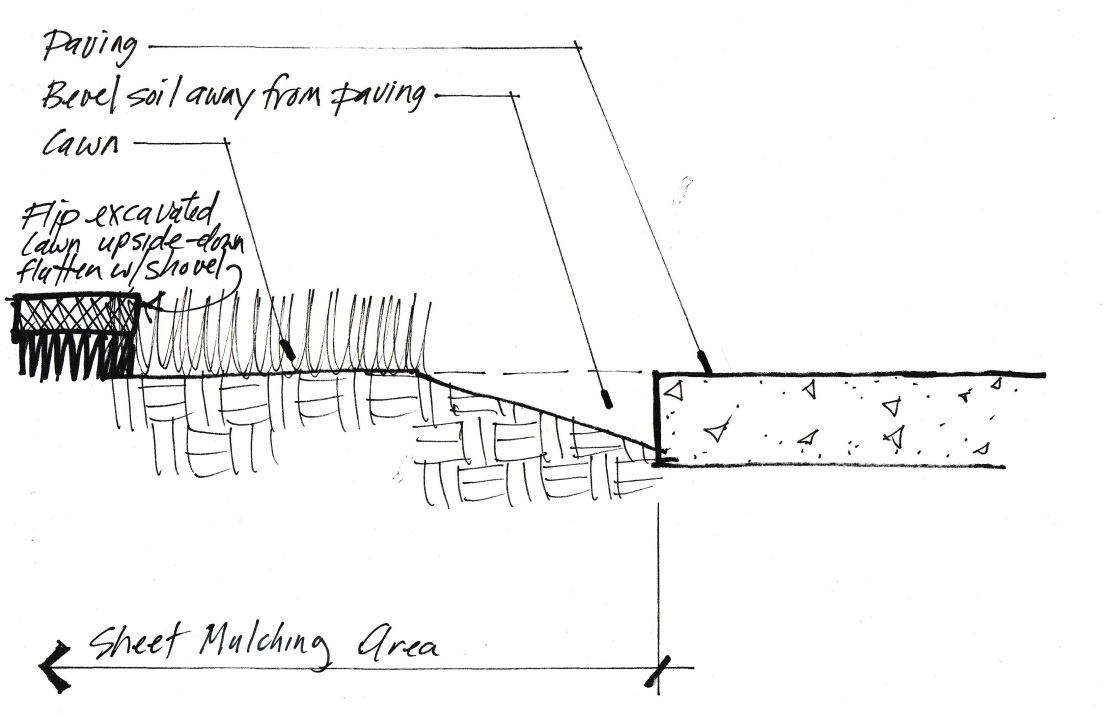 Paving
Bevel soil away from paving
Lawn
Flip excavated
Lawn upside-down
flatten w/shovel
Sheet Mulching Area